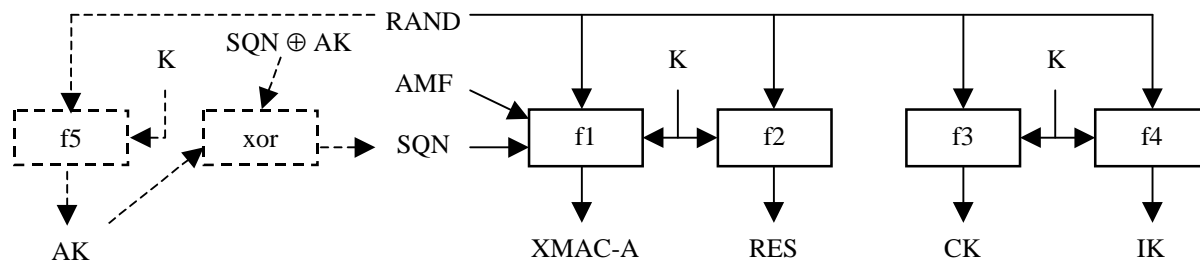 RAND
SQN ⊕ AK
K
K
K
AMF
f5
xor
SQN
f1
f2
f3
f4
AK
XMAC-A
RES
CK
IK